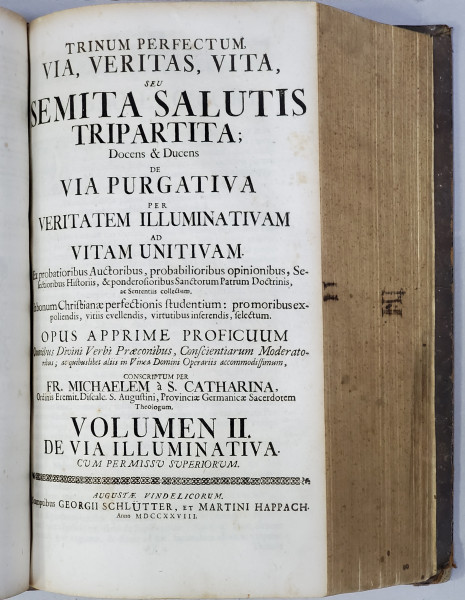 TRINUM PERFECTUM,
VIA, VERITAS, VITA,
SEU
SEMITA SALUTIS
TRIPARTITA;
Docens & Ducens
DE
VIA PURGATIVA
PER
VERITATEM ILLUMINATIVAM
AD
VITAM UNITIVAM.
Ex probatioribus Auctoribus, probabilioribus opinionibus, Se-
lectioribus Historiis, & ponderosioribus Sanctorum Patrum Doctrinis,
ac Sententiis collectum,
bonum Christianæ perfectionis studentium: pro moribus ex-
poliendis, vitiis evellendis, virtutibus inserendis, selectum.
OPUS APPRIME PROFICUUM
Omnibus Divini Verbi Præconibus, Conscientiarum Moderato-
ribus, ac quibuslibet aliis in Vinea Domini Operariis accommodissimum,
CONSCRIPTUM PER
FR. MICHAELEM à S. CATHARINA,
Ordinis Eremit. Discalc. S. Augustini, Provinciæ Germanicæ Sacerdotem
Theologum,
VOLUMEN II.
DE VIA ILLUMINATIVA.
CUM PERMISSU SUPERIORUM.
AUGUSTÆ VINDELICORUM,
Sumptibus GEORGII SCHLÜTTER, ET MARTINI HAPPACH.
Anno MDCCXXVIII.